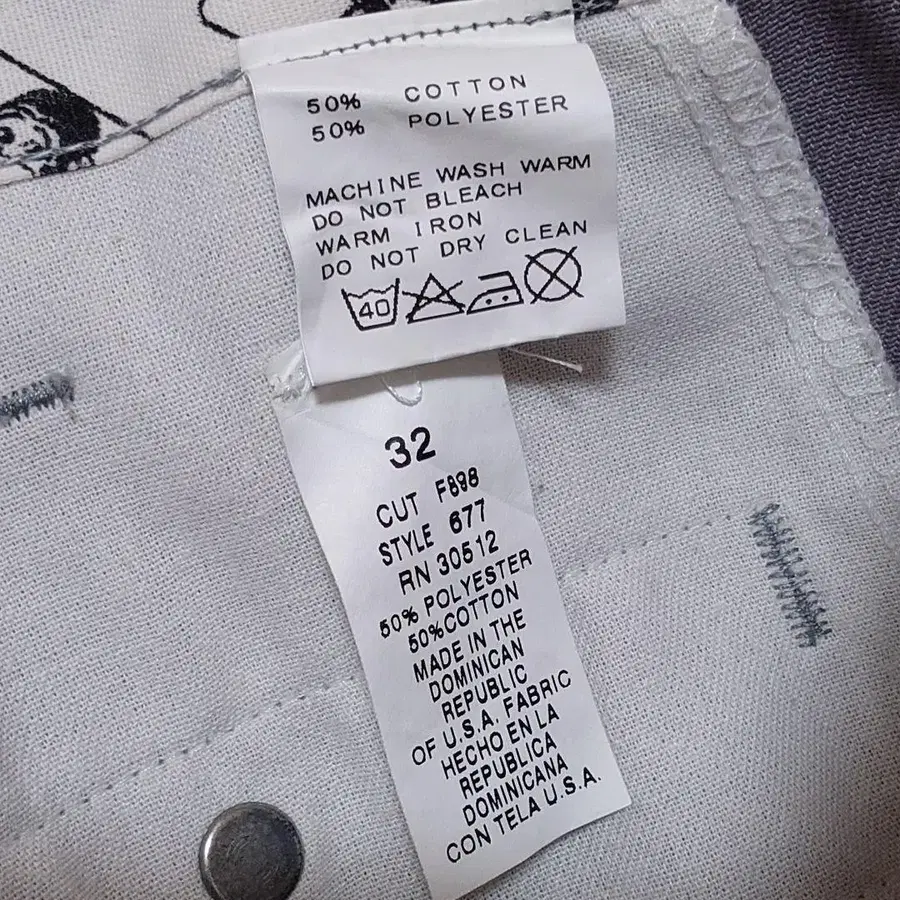 50% COTTON
50% POLYESTER
MACHINE WASH WARM
DO NOT BLEACH
WARM IRON
DO NOT DRY CLEAN
40
32
CUT F898
STYLE 677
RN 30512
50% POLYESTER
50%COTTON
MADE IN THE
DOMINICAN
REPUBLIC
OF U.S.A. FABRIC
HECHO EN LA
REPUBLICA
DOMINICANA
CON TELA U.S.A.